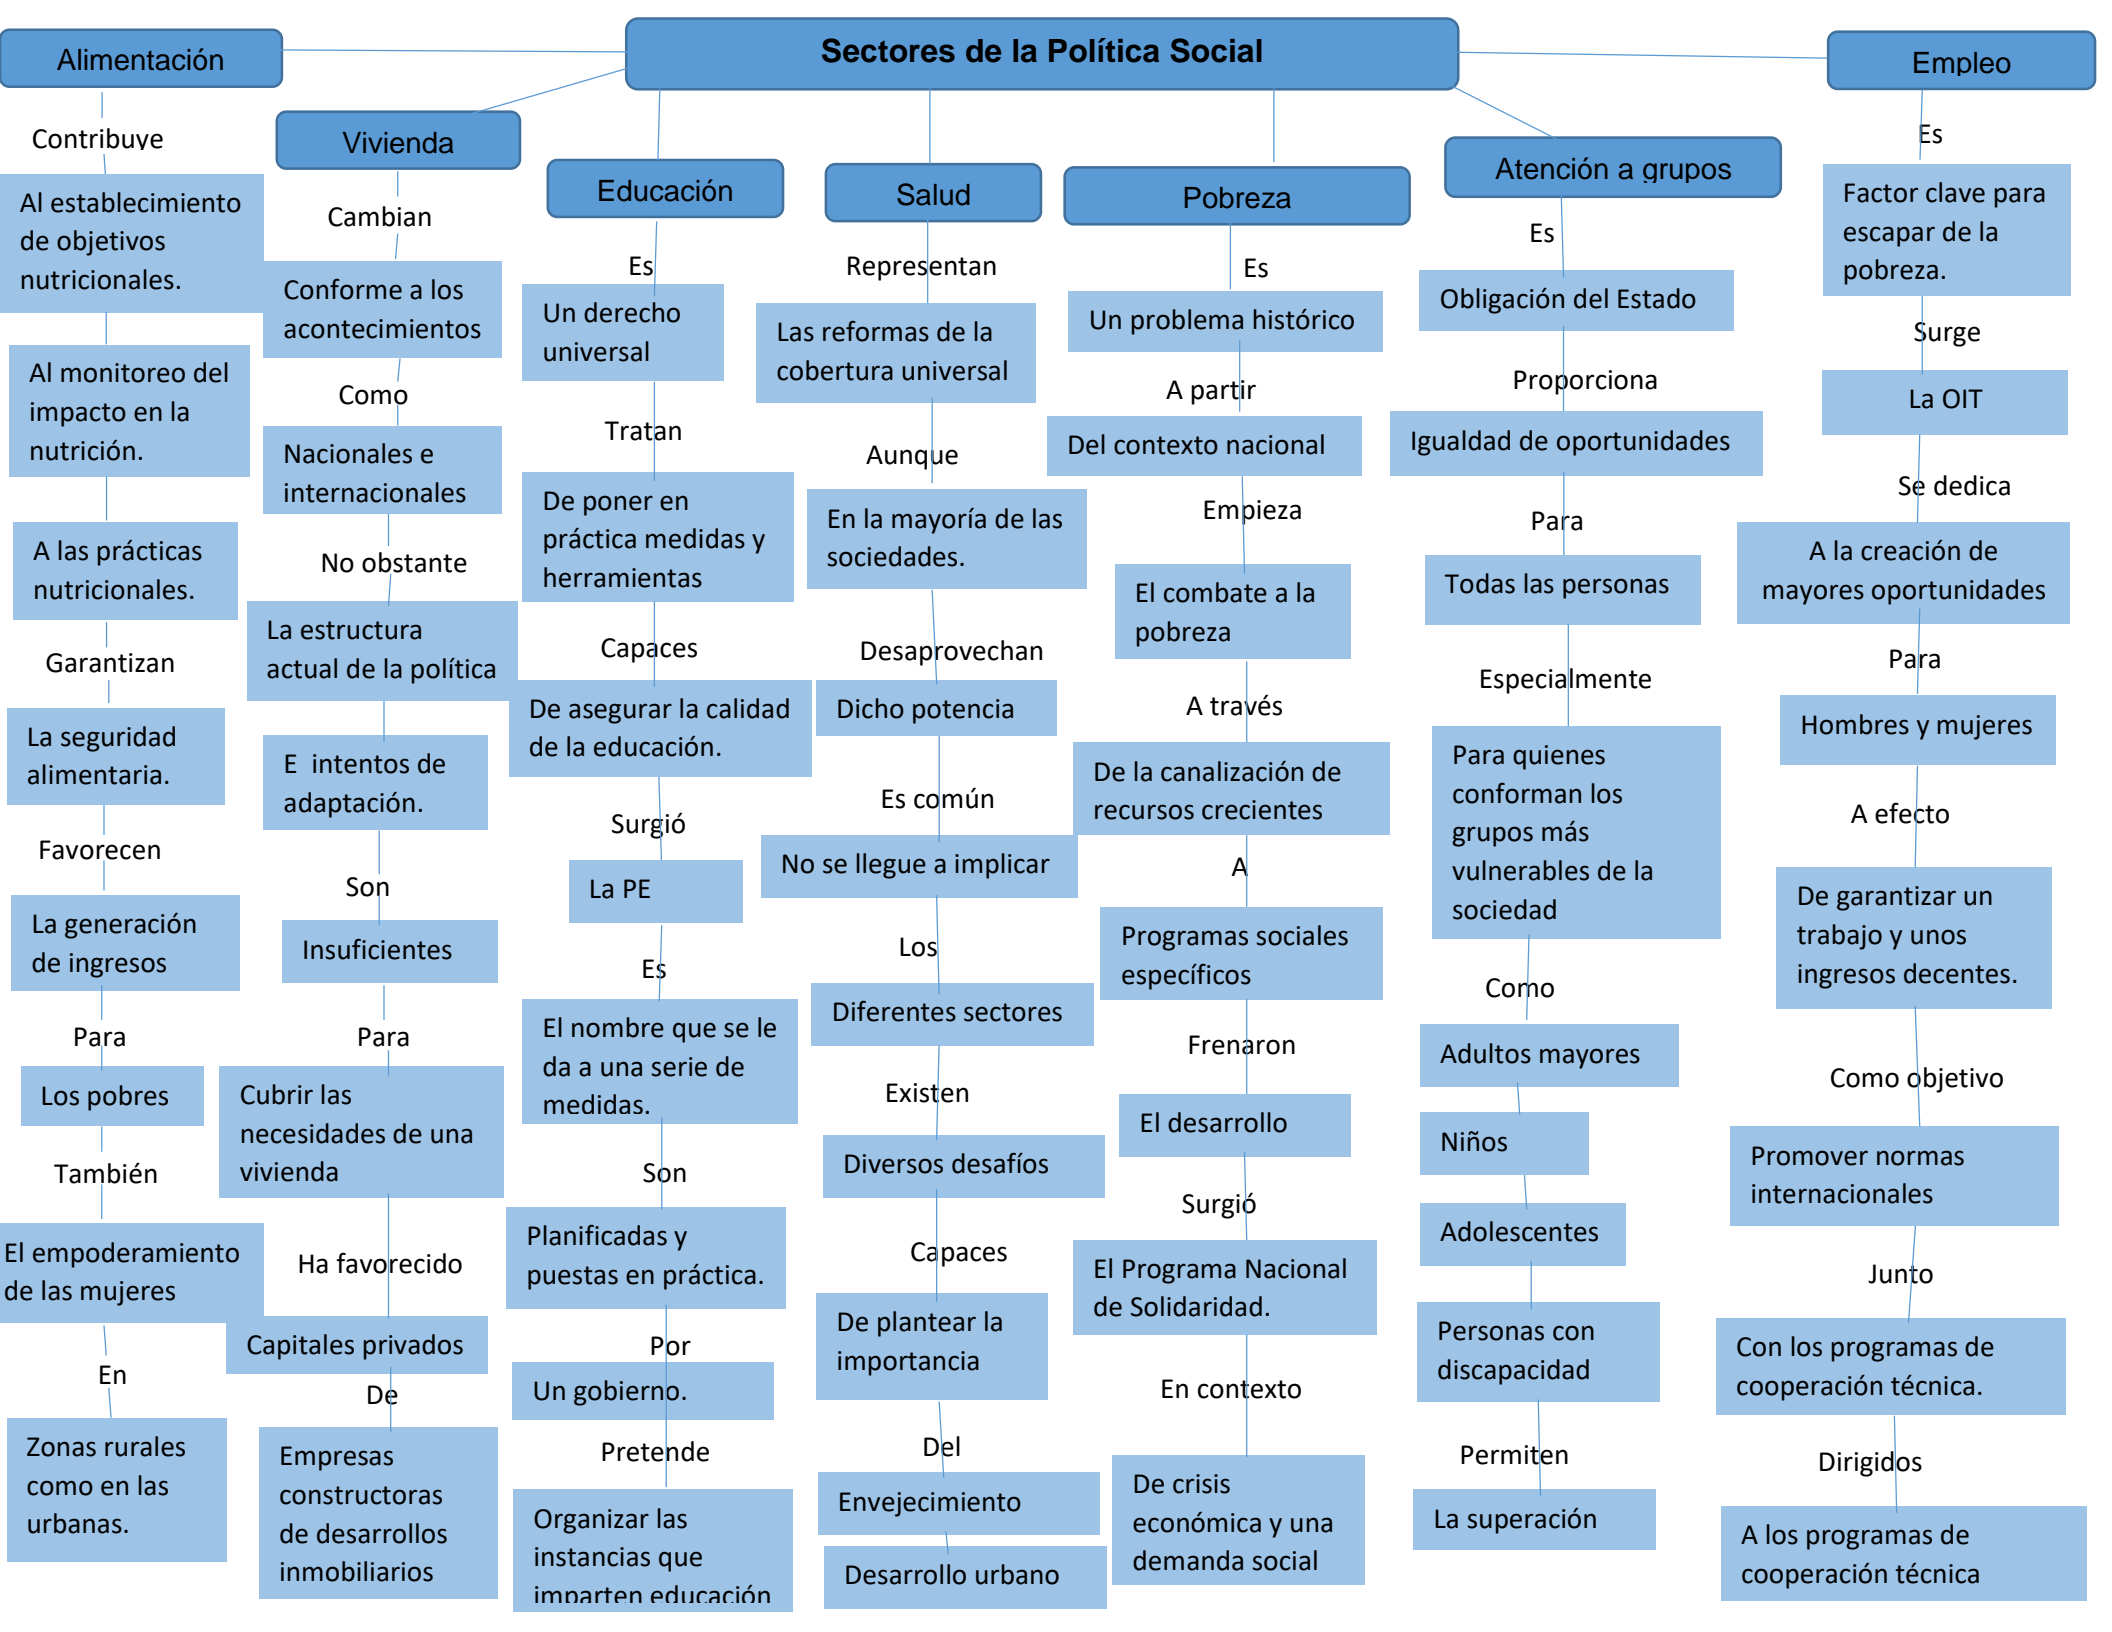 Sectores de la Política Social
Alimentación
Contribuye
Al establecimiento
de objetivos
nutricionales.
Al monitoreo del
impacto en la
nutrición.
A las prácticas
nutricionales.
Garantizan
La seguridad
alimentaria.
Favorecen
La generación
de ingresos
Para
Los pobres
También
El empoderamiento
de las mujeres
En
Zonas rurales
como en las
urbanas.
Vivienda
Cambian
Conforme a los
acontecimientos
Como
Nacionales e
internacionales
No obstante
La estructura
actual de la política
E  intentos de
adaptación.
Son
Insuficientes
Para
Cubrir las
necesidades de una
vivienda
Ha favorecido
Capitales privados
De
Empresas
constructoras
de desarrollos
inmobiliarios
Educación
Es
Un derecho
universal
Tratan
De poner en
práctica medidas y
herramientas
Capaces
De asegurar la calidad
de la educación.
Surgió
La PE
Es
El nombre que se le
da a una serie de
medidas.
Son
Planificadas y
puestas en práctica.
Por
Un gobierno.
Pretende
Organizar las
instancias que
imparten educación
Salud
Representan
Las reformas de la
cobertura universal
Aunque
En la mayoría de las
sociedades.
Desaprovechan
Dicho potencia
Es común
No se llegue a implicar
Los
Diferentes sectores
Existen
Diversos desafíos
Capaces
De plantear la
importancia
Del
Envejecimiento
Desarrollo urbano
Pobreza
Es
Un problema histórico
A partir
Del contexto nacional
Empieza
El combate a la
pobreza
A través
De la canalización de
recursos crecientes
A
Programas sociales
específicos
Frenaron
El desarrollo
Surgió
El Programa Nacional
de Solidaridad.
En contexto
De crisis
económica y una
demanda social
Atención a grupos
Es
Obligación del Estado
Proporciona
Igualdad de oportunidades
Para
Todas las personas
Especialmente
Para quienes
conforman los
grupos más
vulnerables de la
sociedad
Como
Adultos mayores
Niños
Adolescentes
Personas con
discapacidad
Permiten
La superación
Empleo
Es
Factor clave para
escapar de la
pobreza.
Surge
La OIT
Se dedica
A la creación de
mayores oportunidades
Para
Hombres y mujeres
A efecto
De garantizar un
trabajo y unos
ingresos decentes.
Como objetivo
Promover normas
internacionales
Junto
Con los programas de
cooperación técnica.
Dirigidos
A los programas de
cooperación técnica